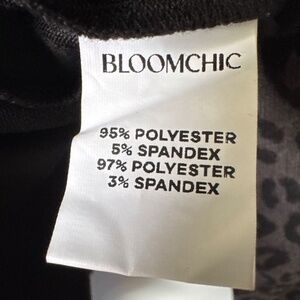 BLOOMCHIC
95% POLYESTER
5% SPANDEX
97% POLYESTER
3% SPANDEX